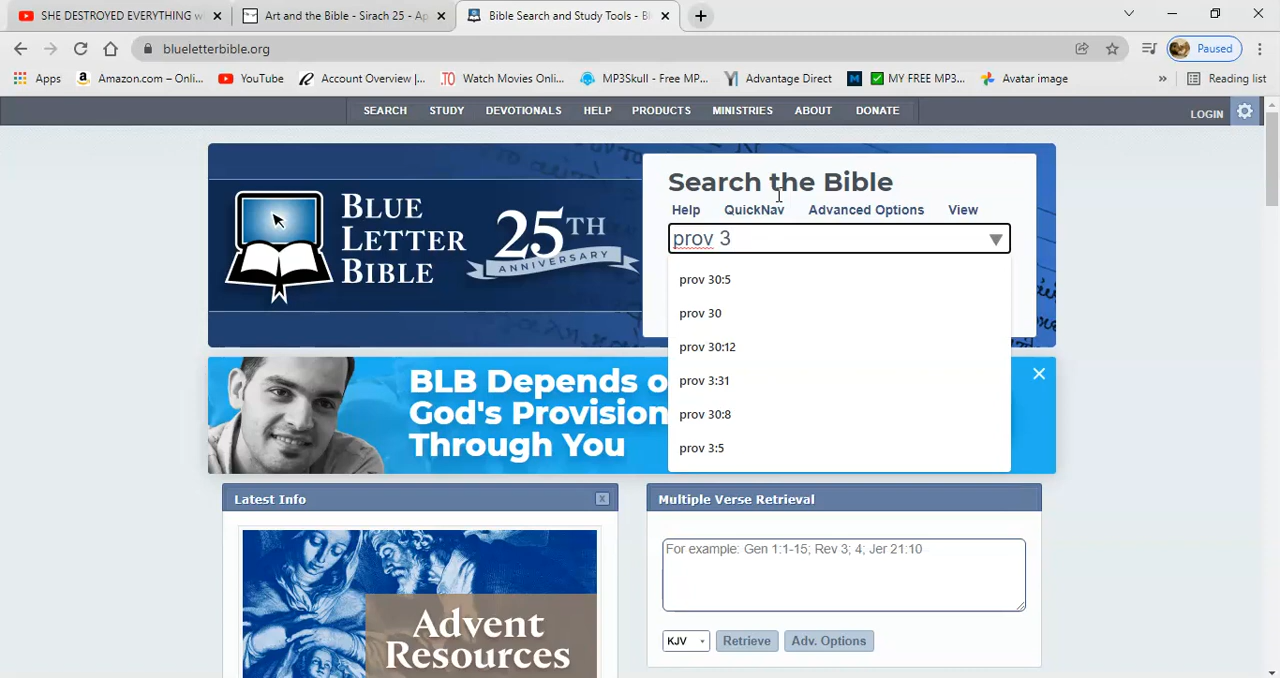 SHE DESTROYED EVERYTHING w
Art and the Bible - Sirach 25 - Ap
Bible Search and Study Tools - Bl
blueletterbible.org
Paused
Apps
Amazon.com – Onli...
YouTube
Account Overview |...
Watch Movies Onli...
MP3Skull - Free MP...
Advantage Direct
MY FREE MP3...
Avatar image
»
Reading list
SEARCH STUDY DEVOTIONALS HELP PRODUCTS MINISTRIES ABOUT DONATE
LOGIN
BLUE
LETTER
BIBLE
25TH
ANNIVERSARY
Search the Bible
Help QuickNav Advanced Options View
prov 3
prov 30:5
prov 30
prov 30:12
prov 3:31
prov 30:8
prov 3:5
BLB Depends o
God's Provision
Through You
Latest Info
X
Advent
Resources
Multiple Verse Retrieval
For example: Gen 1:1-15; Rev 3; 4; Jer 21:10
KJV Retrieve Adv. Options